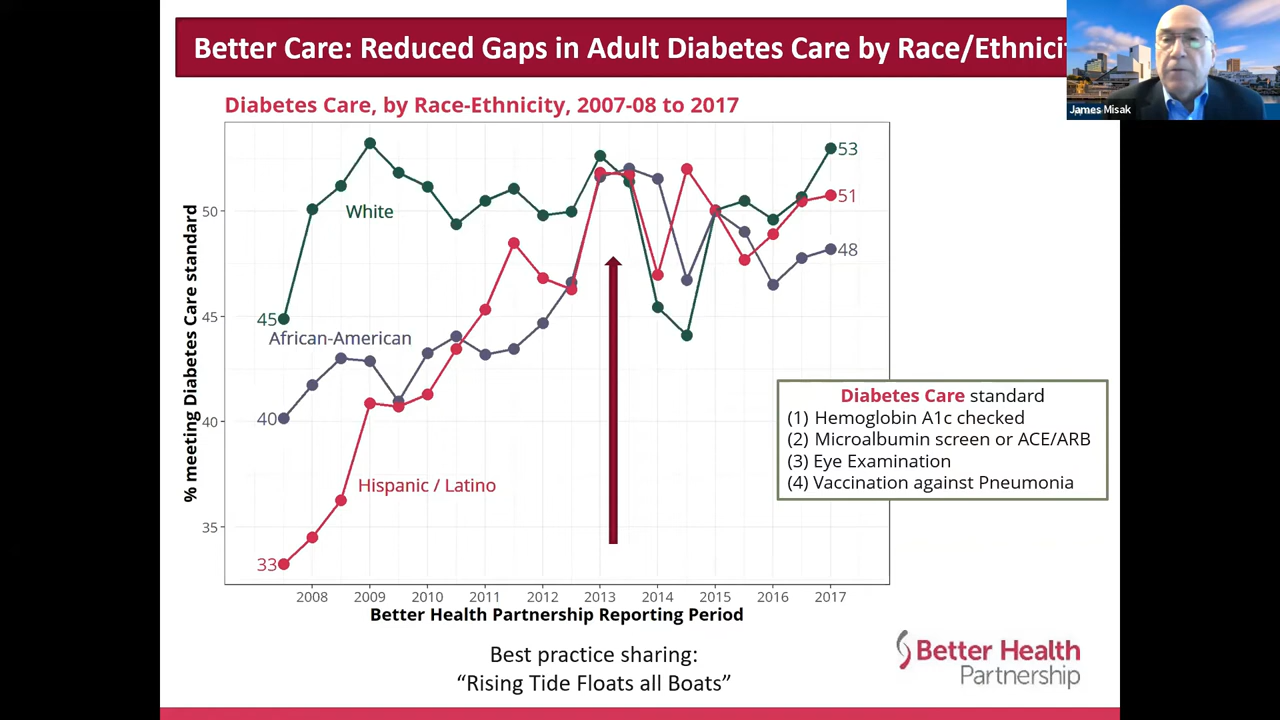 Better Care: Reduced Gaps in Adult Diabetes Care by Race/Ethnici
James Misak
Diabetes Care, by Race-Ethnicity, 2007-08 to 2017
% meeting Diabetes Care standard
50
45
40
35
White
45
African-American
40
Hispanic / Latino
33
53
51
48
Diabetes Care standard
(1) Hemoglobin A1c checked
(2) Microalbumin screen or ACE/ARB
(3) Eye Examination
(4) Vaccination against Pneumonia
2008 2009 2010 2011 2012 2013 2014 2015 2016 2017
Better Health Partnership Reporting Period
Best practice sharing:
“Rising Tide Floats all Boats”
Better Health
Partnership